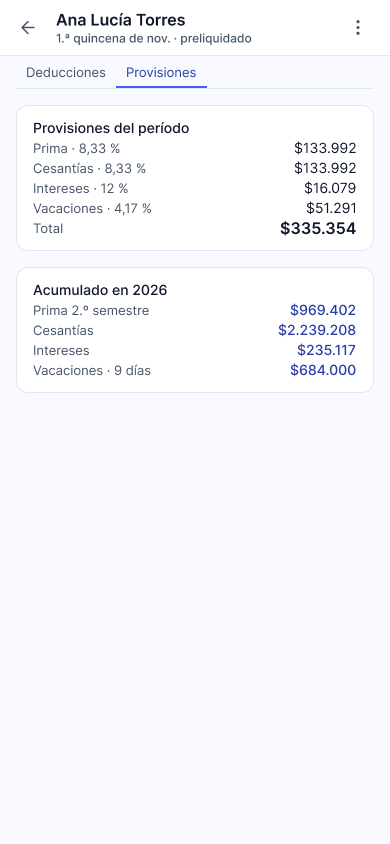 Ana Lucía Torres
1.ª quincena de nov. · preliquidado
Deducciones Provisiones
Provisiones del período
Prima · 8,33 % $133.992
Cesantías · 8,33 % $133.992
Intereses · 12 % $16.079
Vacaciones · 4,17 % $51.291
Total $335.354
Acumulado en 2026
Prima 2.º semestre $969.402
Cesantías $2.239.208
Intereses $235.117
Vacaciones · 9 días $684.000